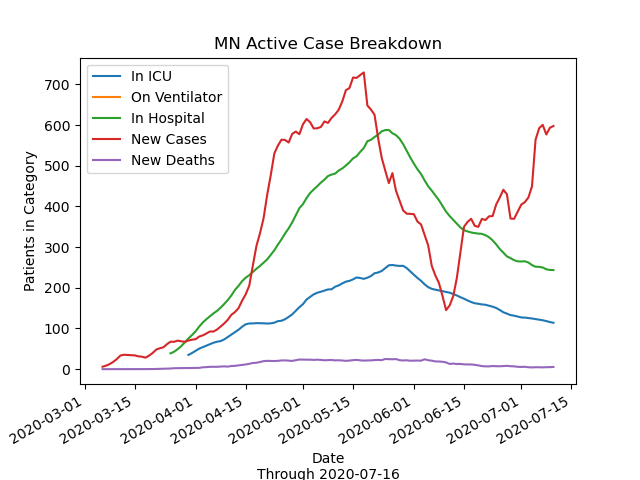 MN Active Case Breakdown
In ICU
On Ventilator
In Hospital
New Cases
New Deaths
Patients in Category
700
600
500
400
300
200
100
0
2020-03-01
2020-03-15
2020-04-01
2020-04-15
2020-05-01
2020-05-15
2020-06-01
2020-06-15
2020-07-01
2020-07-15
Date
Through 2020-07-16